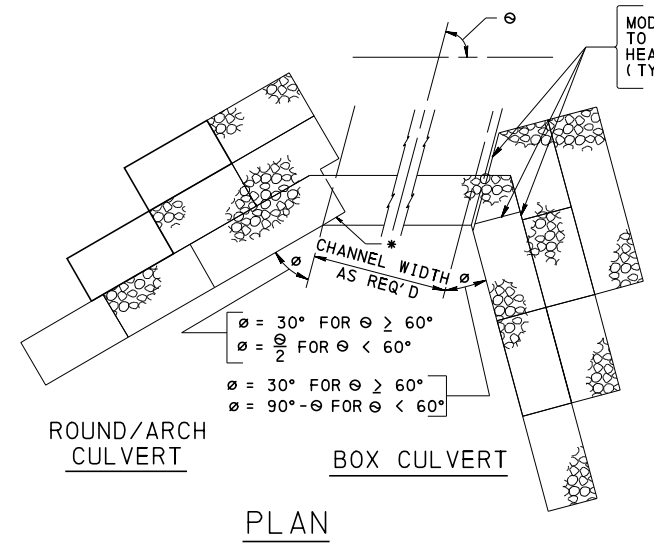 Θ
MOD
TO
HEA
(TY
*
ø
CHANNEL WIDTH
AS REQ'D
ø
ø = 30° FOR Θ ≥ 60°
ø = Θ/2 FOR Θ < 60°
ø = 30° FOR Θ ≥ 60°
ø = 90°-Θ FOR Θ < 60°
ROUND/ARCH
CULVERT
BOX CULVERT
PLAN